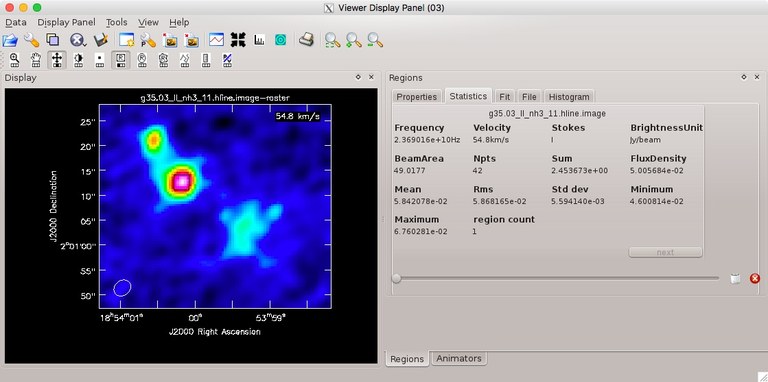 Viewer Display Panel (03)
Data Display Panel Tools View Help
Display
Regions
g35.03_II_nh3_11.hline.image-raster
54.8 km/s
25"
20"
15"
10"
05"
2°01'00"
55"
50"
J2000 Declination
18ʰ54ᵐ01ˢ 00ˢ 53ᵐ59ˢ
J2000 Right Ascension
Properties Statistics Fit File Histogram
g35.03_II_nh3_11.hline.image
Frequency Velocity Stokes BrightnessUnit
2.369016e+10Hz 54.8km/s I Jy/beam
BeamArea Npts Sum FluxDensity
49.0177 42 2.453673e+00 5.005684e-02
Mean Rms Std dev Minimum
5.842078e-02 5.868165e-02 5.594140e-03 4.600814e-02
Maximum region count
6.760281e-02 1
next
Regions Animators